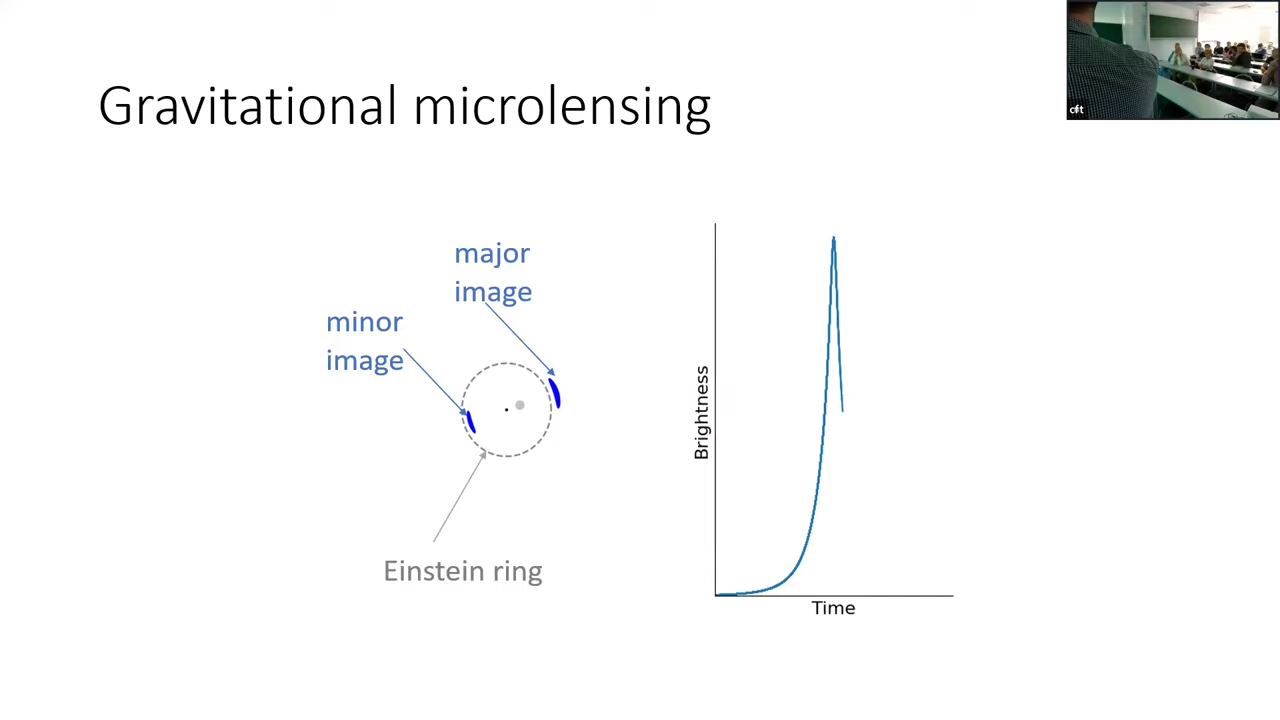 Gravitational microlensing
cft
major
image
minor
image
Einstein ring
Brightness
Time